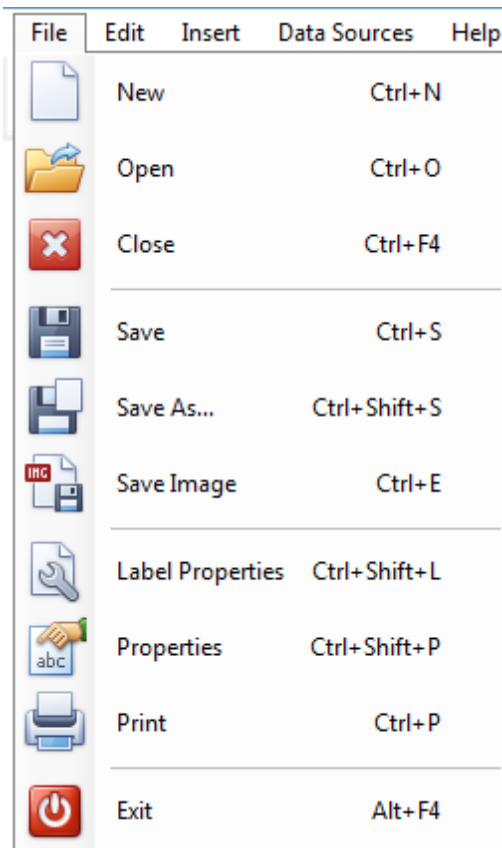 File Edit Insert Data Sources Help
New Ctrl+N
Open Ctrl+O
Close Ctrl+F4
Save Ctrl+S
Save As... Ctrl+Shift+S
IMG
Save Image Ctrl+E
Label Properties Ctrl+Shift+L
Properties Ctrl+Shift+P
abc
Print Ctrl+P
Exit Alt+F4